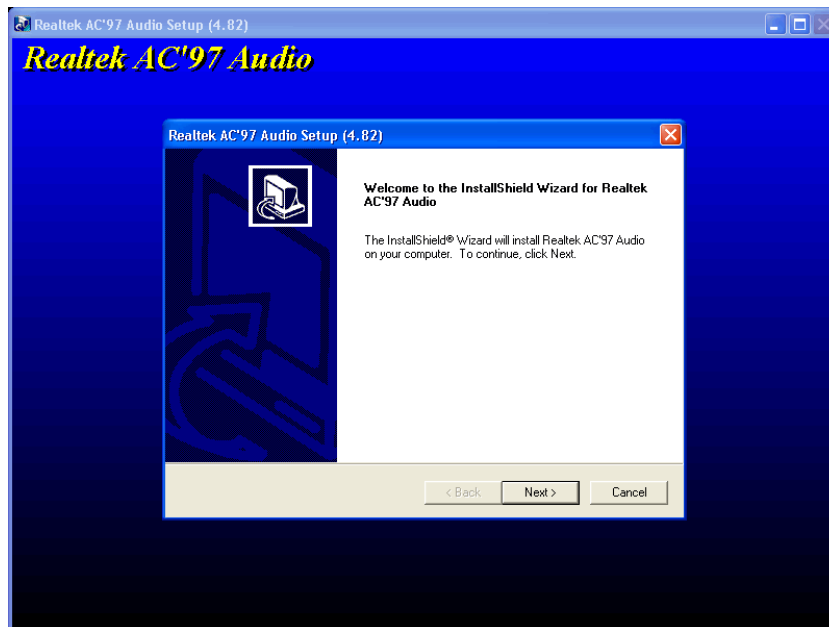 Realtek AC'97 Audio Setup (4.82)
Realtek AC'97 Audio
Realtek AC'97 Audio Setup (4.82)
Welcome to the InstallShield Wizard for Realtek
AC'97 Audio
The InstallShield® Wizard will install Realtek AC'97 Audio
on your computer. To continue, click Next.
< Back Next > Cancel